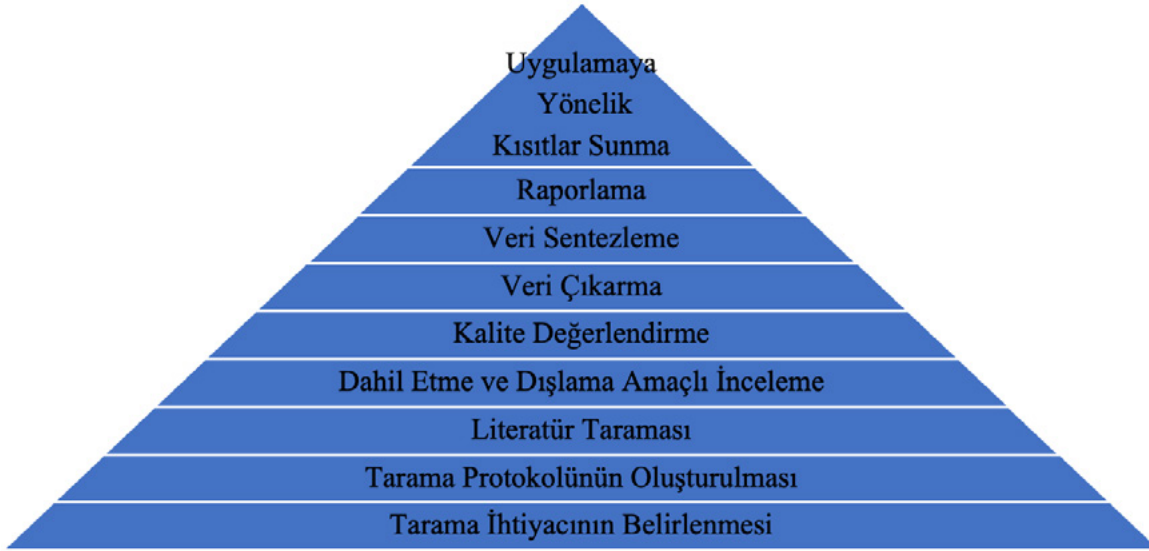 Uygulamaya
Yönelik
Kısıtlar Sunma
Raporlama
Veri Sentezleme
Veri Çıkarma
Kalite Değerlendirme
Dahil Etme ve Dışlama Amaçlı İnceleme
Literatür Taraması
Tarama Protokolünün Oluşturulması
Tarama İhtiyacının Belirlenmesi